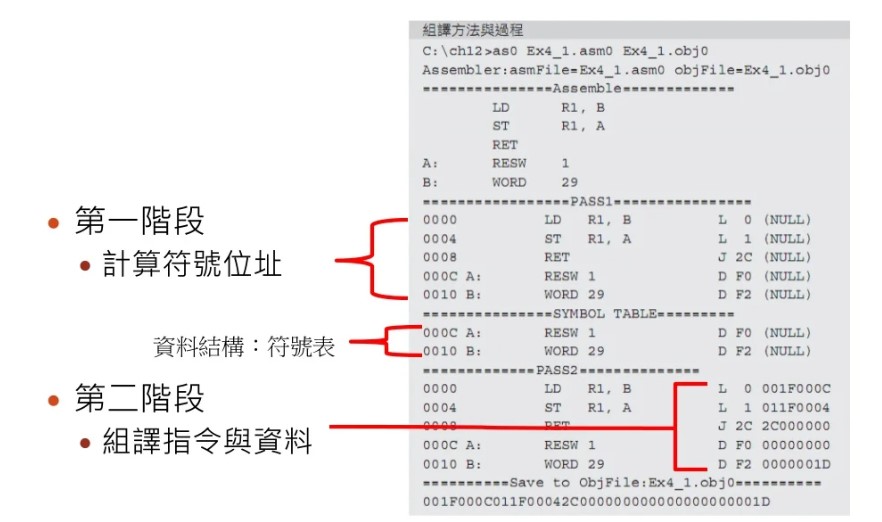 組譯方法與過程
C:\ch12>as0 Ex4_1.asm0 Ex4_1.obj0
Assembler:asmFile=Ex4_1.asm0 objFile=Ex4_1.obj0
===============Assemble=============
LD R1, B
ST R1, A
RET
A: RESW 1
B: WORD 29
=================PASS1================
0000 LD R1, B L 0 (NULL)
0004 ST R1, A L 1 (NULL)
0008 RET J 2C (NULL)
000C A: RESW 1 D F0 (NULL)
0010 B: WORD 29 D F2 (NULL)
===============SYMBOL TABLE=========
000C A: RESW 1 D F0 (NULL)
0010 B: WORD 29 D F2 (NULL)
=============PASS2==============
0000 LD R1, B L 0 001F000C
0004 ST R1, A L 1 011F0004
0008 RET J 2C 2C000000
000C A: RESW 1 D F0 00000000
0010 B: WORD 29 D F2 0000001D
==========Save to ObjFile:Ex4_1.obj0==========
001F000C011F00042C000000000000000000001D
• 第一階段
• 計算符號位址
資料結構：符號表
• 第二階段
• 組譯指令與資料